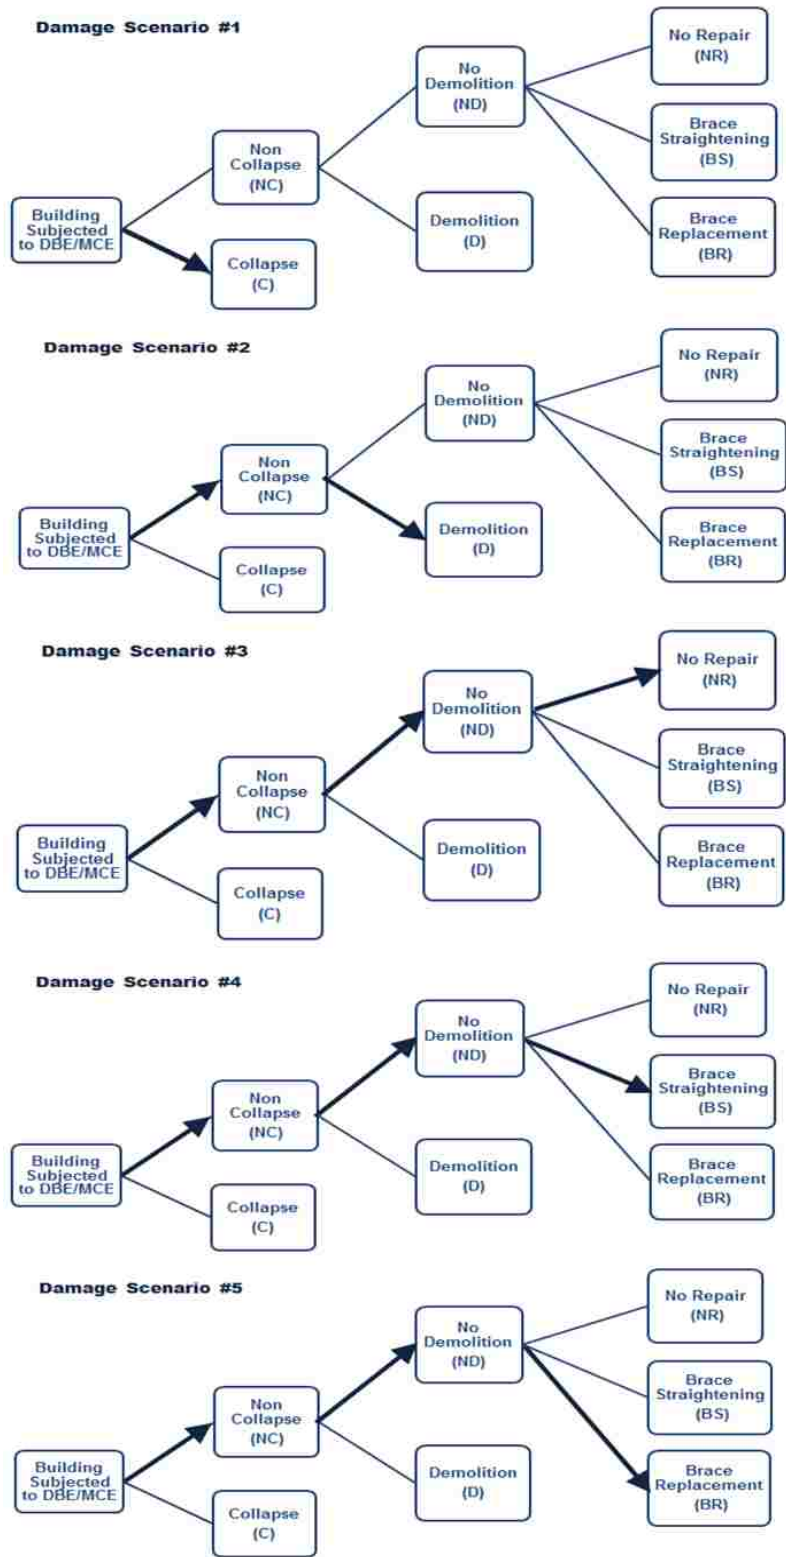 Damage Scenario #1
No Repair
(NR)
No
Demolition
(ND)
Brace
Straightening
(BS)
Non
Collapse
(NC)
Building
Subjected
to DBE/MCE
Demolition
(D)
Brace
Replacement
(BR)
Collapse
(C)
Damage Scenario #2
No Repair
(NR)
No
Demolition
(ND)
Brace
Straightening
(BS)
Non
Collapse
(NC)
Building
Subjected
to DBE/MCE
Demolition
(D)
Brace
Replacement
(BR)
Collapse
(C)
Damage Scenario #3
No Repair
(NR)
No
Demolition
(ND)
Brace
Straightening
(BS)
Non
Collapse
(NC)
Building
Subjected
to DBE/MCE
Demolition
(D)
Brace
Replacement
(BR)
Collapse
(C)
Damage Scenario #4
No Repair
(NR)
No
Demolition
(ND)
Brace
Straightening
(BS)
Non
Collapse
(NC)
Building
Subjected
to DBE/MCE
Demolition
(D)
Brace
Replacement
(BR)
Collapse
(C)
Damage Scenario #5
No Repair
(NR)
No
Demolition
(ND)
Brace
Straightening
(BS)
Non
Collapse
(NC)
Building
Subjected
to DBE/MCE
Demolition
(D)
Brace
Replacement
(BR)
Collapse
(C)